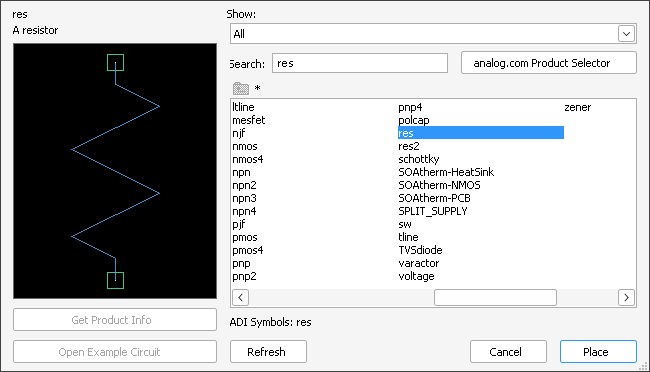 res
A resistor
Show:
All
Search: res analog.com Product Selector
*
ltline pnp4 zener
mesfet polcap
njf res
nmos res2
nmos4 schottky
npn SOAtherm-HeatSink
npn2 SOAtherm-NMOS
npn3 SOAtherm-PCB
npn4 SPLIT_SUPPLY
pjf sw
pmos tline
pmos4 TVSdiode
pnp varactor
pnp2 voltage
Get Product Info
ADI Symbols: res
Open Example Circuit Refresh Cancel Place